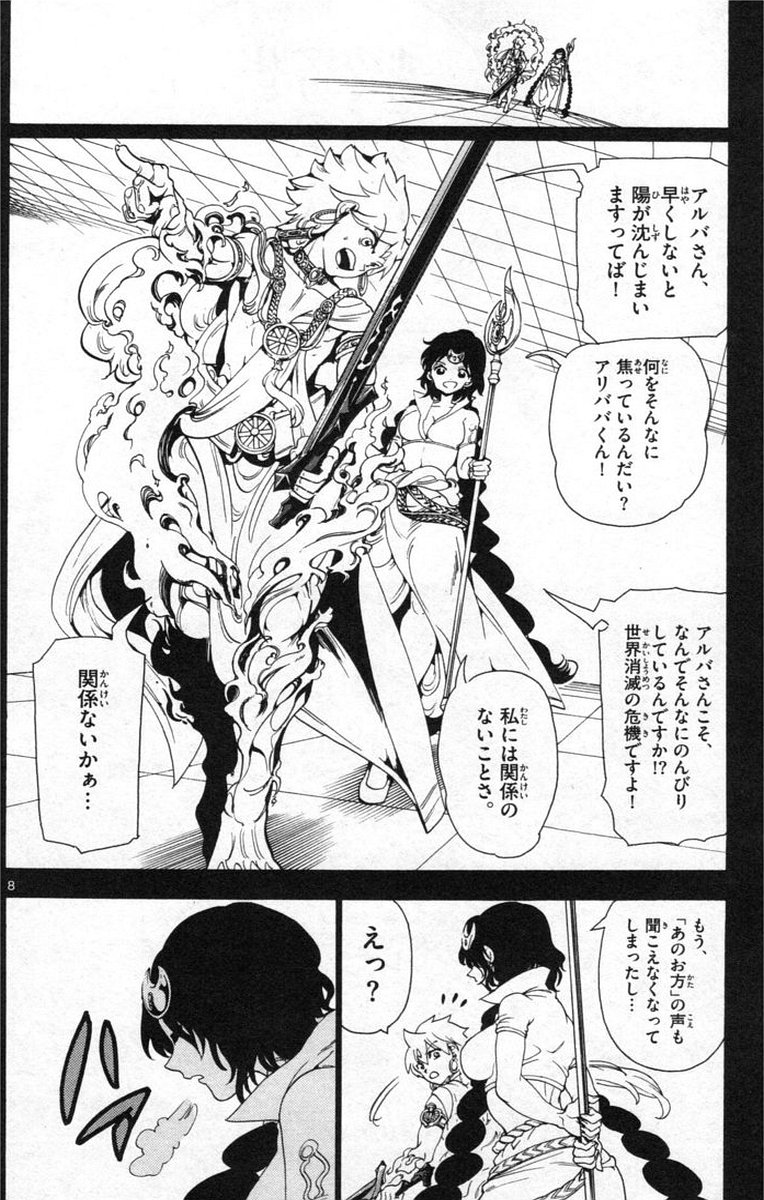 アルバさん、
早くしないと
陽が沈んじまい
ますってば！
何をそんなに
焦っているんだい？
アリババくん！
アルバさんこそ、
なんでそんなにのんびり
しているんですか!?
世界消滅の危機ですよ！
私には関係の
ないことさ。
関係ないかぁ…
8
もう、
「あのお方」の声も
聞こえなくなって
しまったし…
えっ？
ハァ